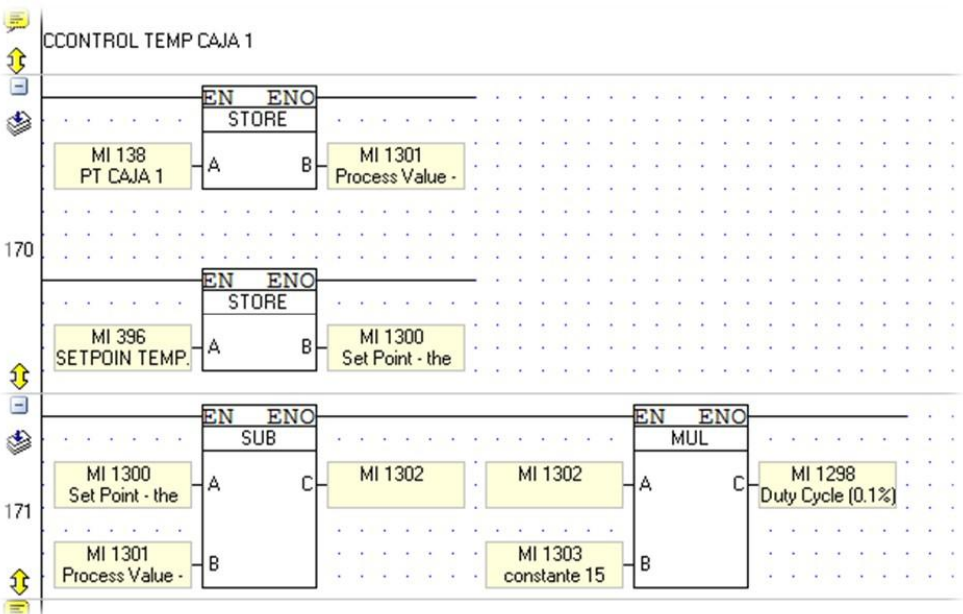 CCONTROL TEMP CAJA 1
EN ENO
STORE
MI 138
PT CAJA 1
A
B
MI 1301
Process Value -
170
EN ENO
STORE
MI 396
SETPOIN TEMP.
A
B
MI 1300
Set Point - the
EN ENO
SUB
EN ENO
MUL
MI 1300
Set Point - the
A
C
MI 1302
MI 1302
A
C
MI 1298
Duty Cycle (0.1%)
171
MI 1301
Process Value -
B
MI 1303
constante 15
B